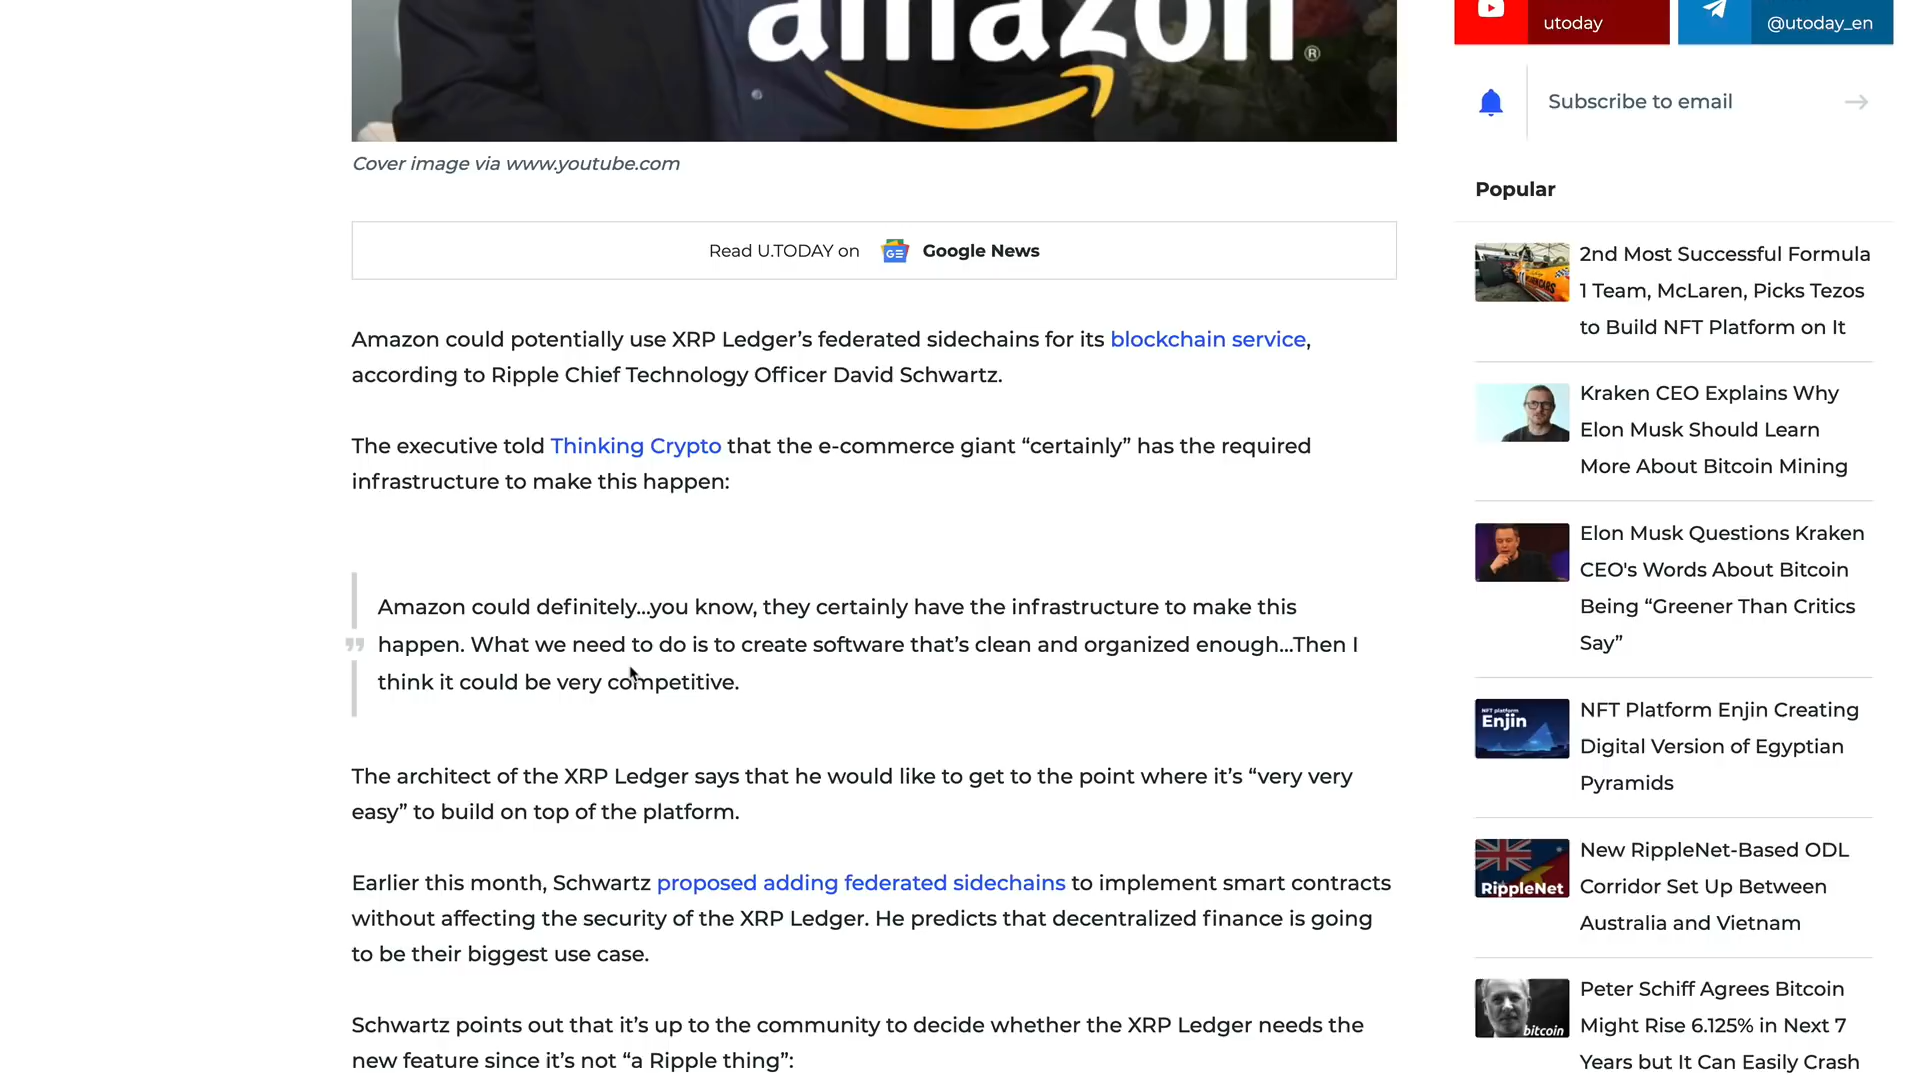 amazon
®
Cover image via www.youtube.com
Read U.TODAY on GE Google News
Amazon could potentially use XRP Ledger’s federated sidechains for its blockchain service,
according to Ripple Chief Technology Officer David Schwartz.
The executive told Thinking Crypto that the e-commerce giant “certainly” has the required
infrastructure to make this happen:
Amazon could definitely...you know, they certainly have the infrastructure to make this
happen. What we need to do is to create software that’s clean and organized enough...Then I
think it could be very competitive.
The architect of the XRP Ledger says that he would like to get to the point where it’s “very very
easy” to build on top of the platform.
Earlier this month, Schwartz proposed adding federated sidechains to implement smart contracts
without affecting the security of the XRP Ledger. He predicts that decentralized finance is going
to be their biggest use case.
Schwartz points out that it’s up to the community to decide whether the XRP Ledger needs the
new feature since it’s not “a Ripple thing”:
utoday
@utoday_en
Subscribe to email
Popular
2nd Most Successful Formula
1 Team, McLaren, Picks Tezos
to Build NFT Platform on It
Kraken CEO Explains Why
Elon Musk Should Learn
More About Bitcoin Mining
Elon Musk Questions Kraken
CEO's Words About Bitcoin
Being “Greener Than Critics
Say”
NFT platform
Enjin
NFT Platform Enjin Creating
Digital Version of Egyptian
Pyramids
RippleNet
New RippleNet-Based ODL
Corridor Set Up Between
Australia and Vietnam
bitcoin
Peter Schiff Agrees Bitcoin
Might Rise 6.125% in Next 7
Years but It Can Easily Crash